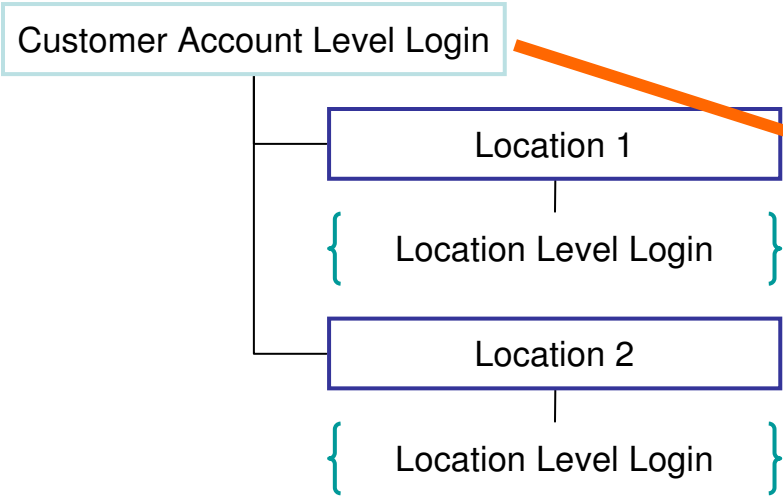 Customer Account Level Login
Location 1
Location Level Login
Location 2
Location Level Login